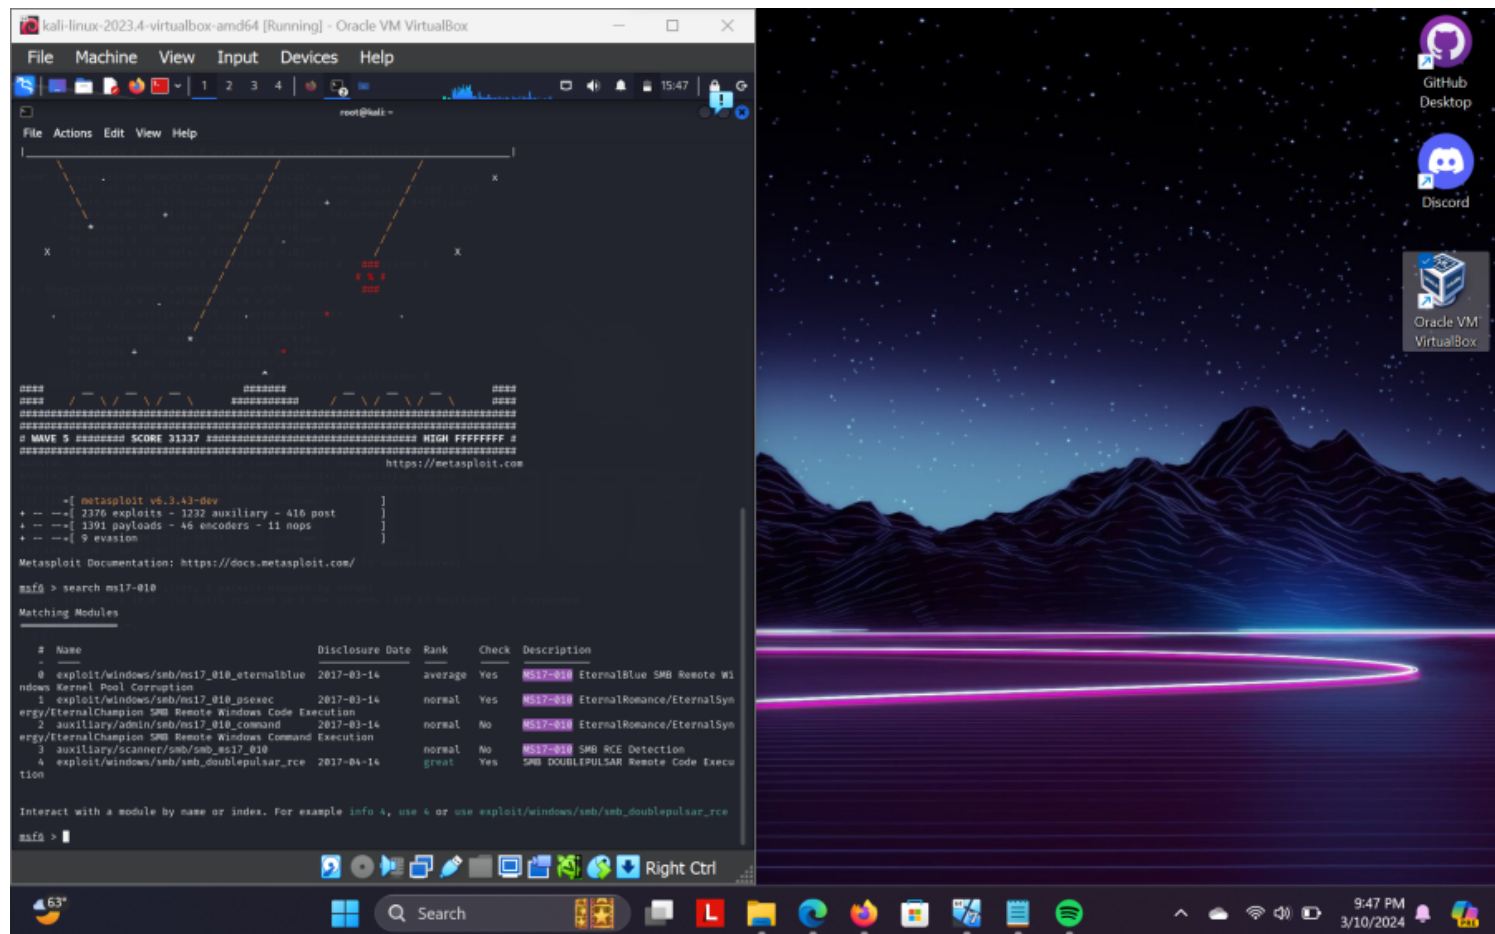 kali-linux-2023.4-virtualbox-amd64 [Running] - Oracle VM VirtualBox
File Machine View Input Devices Help
1 2 3 4 15:47
root@kali: ~
File Actions Edit View Help
# WAVE 5 ######## SCORE 31337 ################################## HIGH FFFFFFFF #
https://metasploit.com
=[ metasploit v6.3.43-dev ]
+ -- --=[ 2376 exploits - 1232 auxiliary - 416 post ]
+ -- --=[ 1391 payloads - 46 encoders - 11 nops ]
+ -- --=[ 9 evasion ]
Metasploit Documentation: https://docs.metasploit.com/
msf6 > search ms17-010
Matching Modules
# Name Disclosure Date Rank Check Description
0 exploit/windows/smb/ms17_010_eternalblue 2017-03-14 average Yes MS17-010 EternalBlue SMB Remote Wi
ndows Kernel Pool Corruption
1 exploit/windows/smb/ms17_010_psexec 2017-03-14 normal Yes MS17-010 EternalRomance/EternalSyn
ergy/EternalChampion SMB Remote Windows Code Execution
2 auxiliary/admin/smb/ms17_010_command 2017-03-14 normal No MS17-010 EternalRomance/EternalSyn
ergy/EternalChampion SMB Remote Windows Command Execution
3 auxiliary/scanner/smb/smb_ms17_010 normal No MS17-010 SMB RCE Detection
4 exploit/windows/smb/smb_doublepulsar_rce 2017-04-14 great Yes SMB DOUBLEPULSAR Remote Code Execu
tion
Interact with a module by name or index. For example info 4, use 4 or use exploit/windows/smb/smb_doublepulsar_rce
msf6 >
Right Ctrl
GitHub
Desktop
Discord
Oracle VM
VirtualBox
63°
Search
L
9:47 PM
3/10/2024